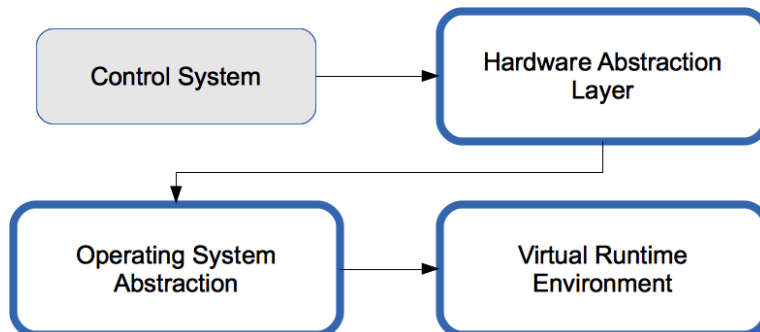 Control System
Hardware Abstraction
Layer
Operating System
Abstraction
Virtual Runtime
Environment